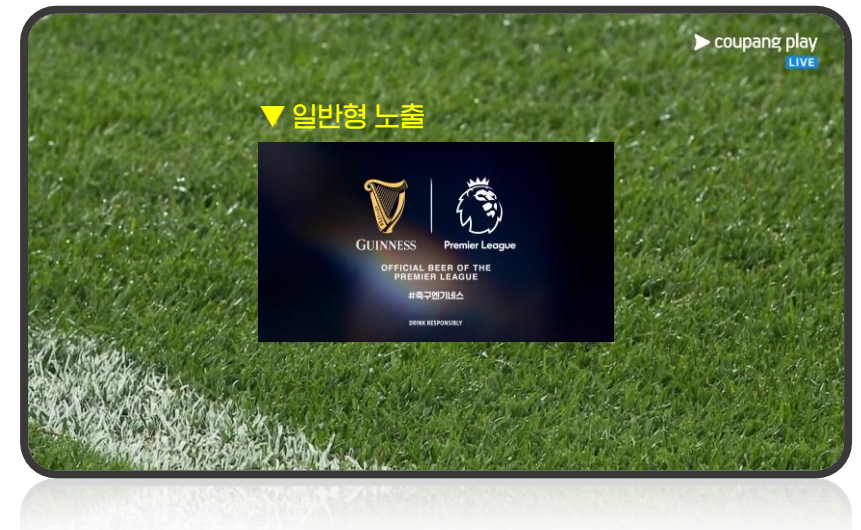 coupang play
LIVE
▼ 일반형 노출
GUINNESS
Premier League
OFFICIAL BEER OF THE
PREMIER LEAGUE
#축구엔기네스
DRINK RESPONSIBLY